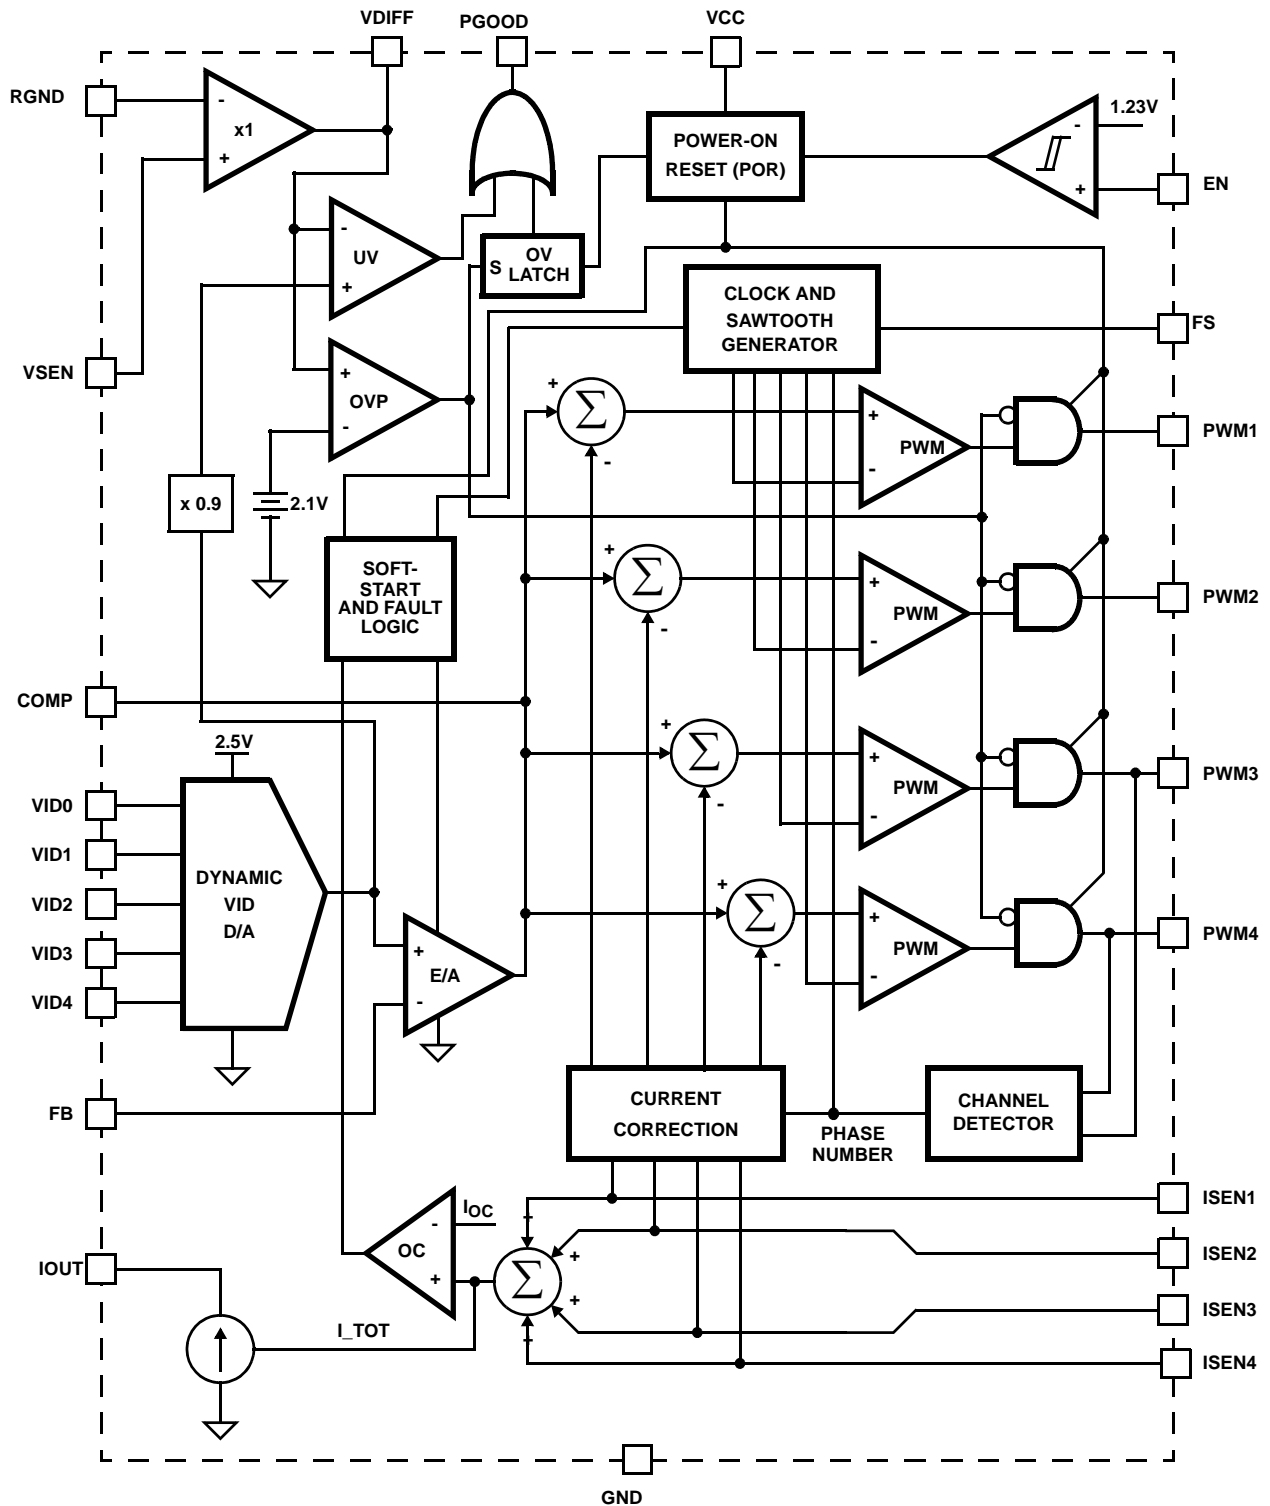 VDIFF
PGOOD
VCC
RGND
-
x1
+
POWER-ON
RESET (POR)
1.23V
-
+
EN
-
UV
+
S
OV
LATCH
CLOCK AND
SAWTOOTH
GENERATOR
FS
VSEN
+
OVP
-
+
Σ
-
+
PWM
-
PWM1
x 0.9
2.1V
SOFT-
START
AND FAULT
LOGIC
+
Σ
-
+
PWM
-
PWM2
COMP
2.5V
+
Σ
-
+
PWM
-
PWM3
VID0
VID1
VID2
VID3
VID4
DYNAMIC
VID
D/A
+
E/A
-
+
Σ
-
+
PWM
-
PWM4
FB
CURRENT
CORRECTION
PHASE
NUMBER
CHANNEL
DETECTOR
ISEN1
IOC
-
OC
+
+
Σ
+
+
+
ISEN2
IOUT
ISEN3
I_TOT
ISEN4
GND